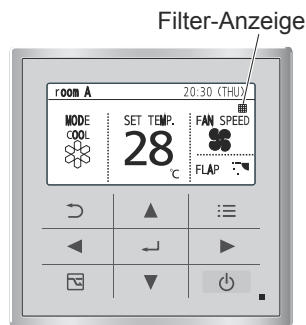 Filter-Anzeige
room A 20:30 (THU)
MODE SET TEMP. FAN SPEED
COOL
28°C
FLAP